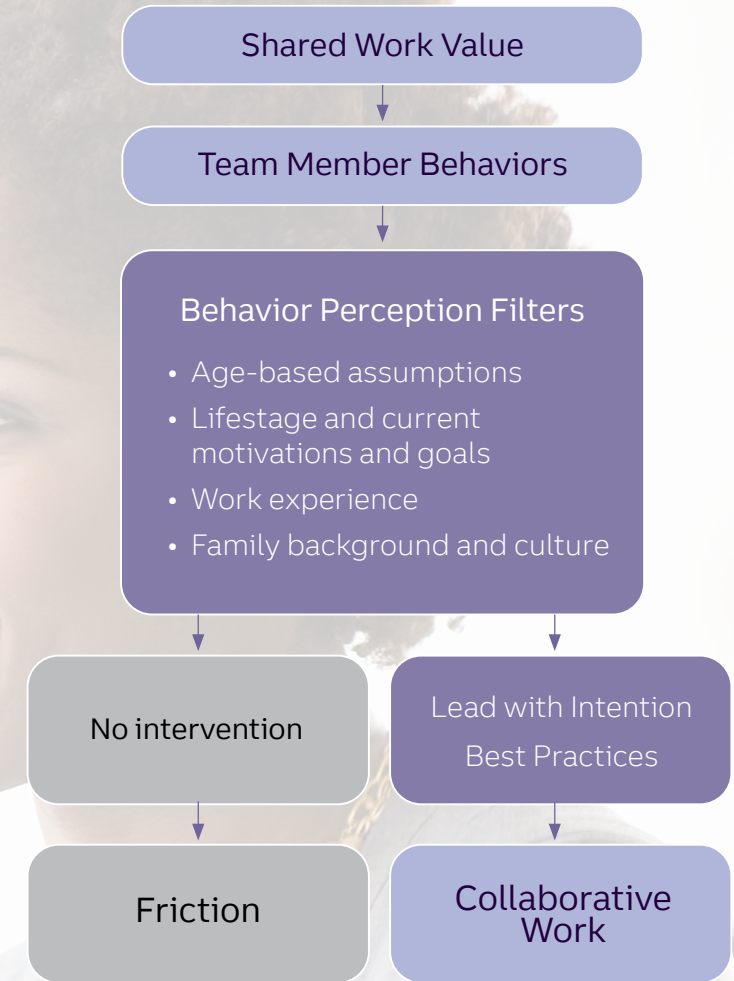 Shared Work Value
Team Member Behaviors
Behavior Perception Filters
• Age-based assumptions
• Lifestage and current
motivations and goals
• Work experience
• Family background and culture
No intervention
Lead with Intention
Best Practices
Friction
Collaborative
Work